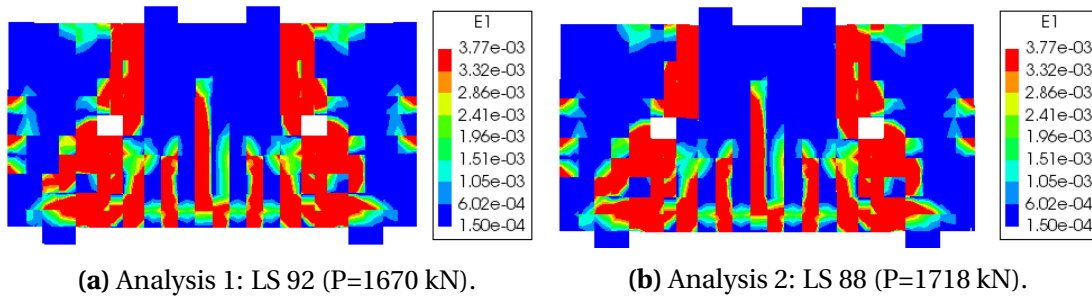 E1
3.77e-03
3.32e-03
2.86e-03
2.41e-03
1.96e-03
1.51e-03
1.05e-03
6.02e-04
1.50e-04
E1
3.77e-03
3.32e-03
2.86e-03
2.41e-03
1.96e-03
1.51e-03
1.05e-03
6.02e-04
1.50e-04
(a) Analysis 1: LS 92 (P=1670 kN).
(b) Analysis 2: LS 88 (P=1718 kN).